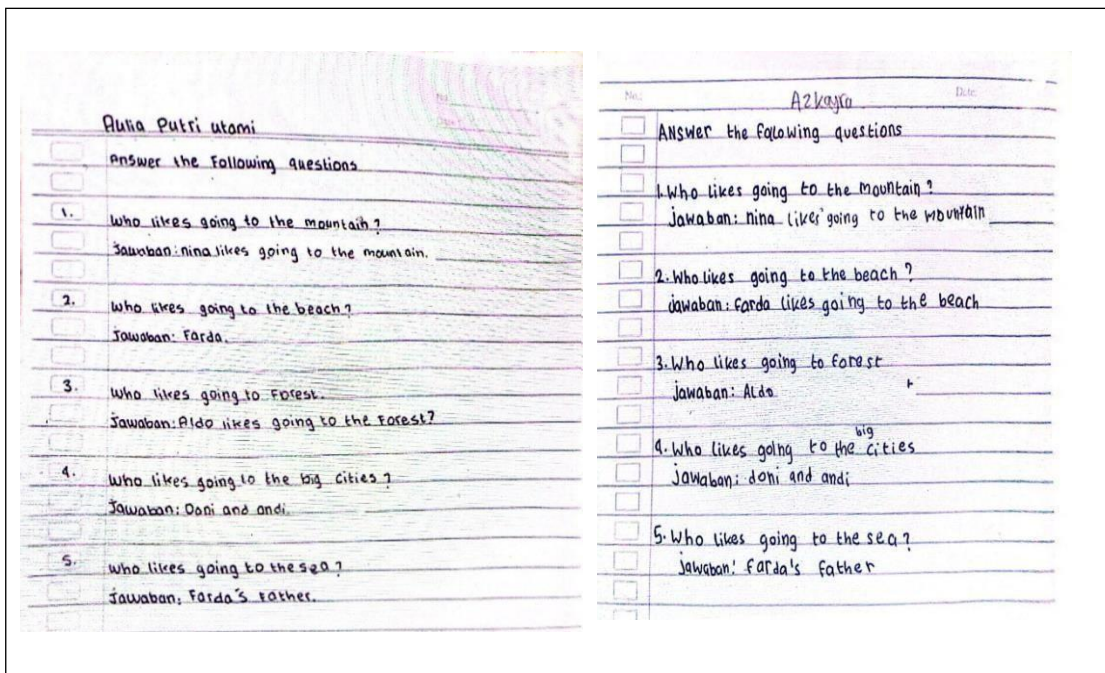 Aulia Putri utami
Answer the Following questions
1. Who likes going to the mountain?
Jawaban: nina likes going to the mountain.
2. Who likes going to the beach?
Jawaban: Farda.
3. Who likes going to Forest.
Jawaban: Aldo likes going to the Forest?
4. Who likes going to the big cities?
Jawaban: Doni and andi.
5. Who likes going to the sea?
Jawaban: Farda's Father.
No.: Date
Azkayra
Answer the Following questions
1. Who likes going to the mountain?
jawaban: nina likes going to the mountain
2. Who likes going to the beach?
Jawaban: Farda likes going to the beach
3. Who likes going to forest
jawaban: Aldo
4. Who likes going to the big cities
Jawaban: doni and andi
5. Who likes going to the sea?
Jawaban: farda's father